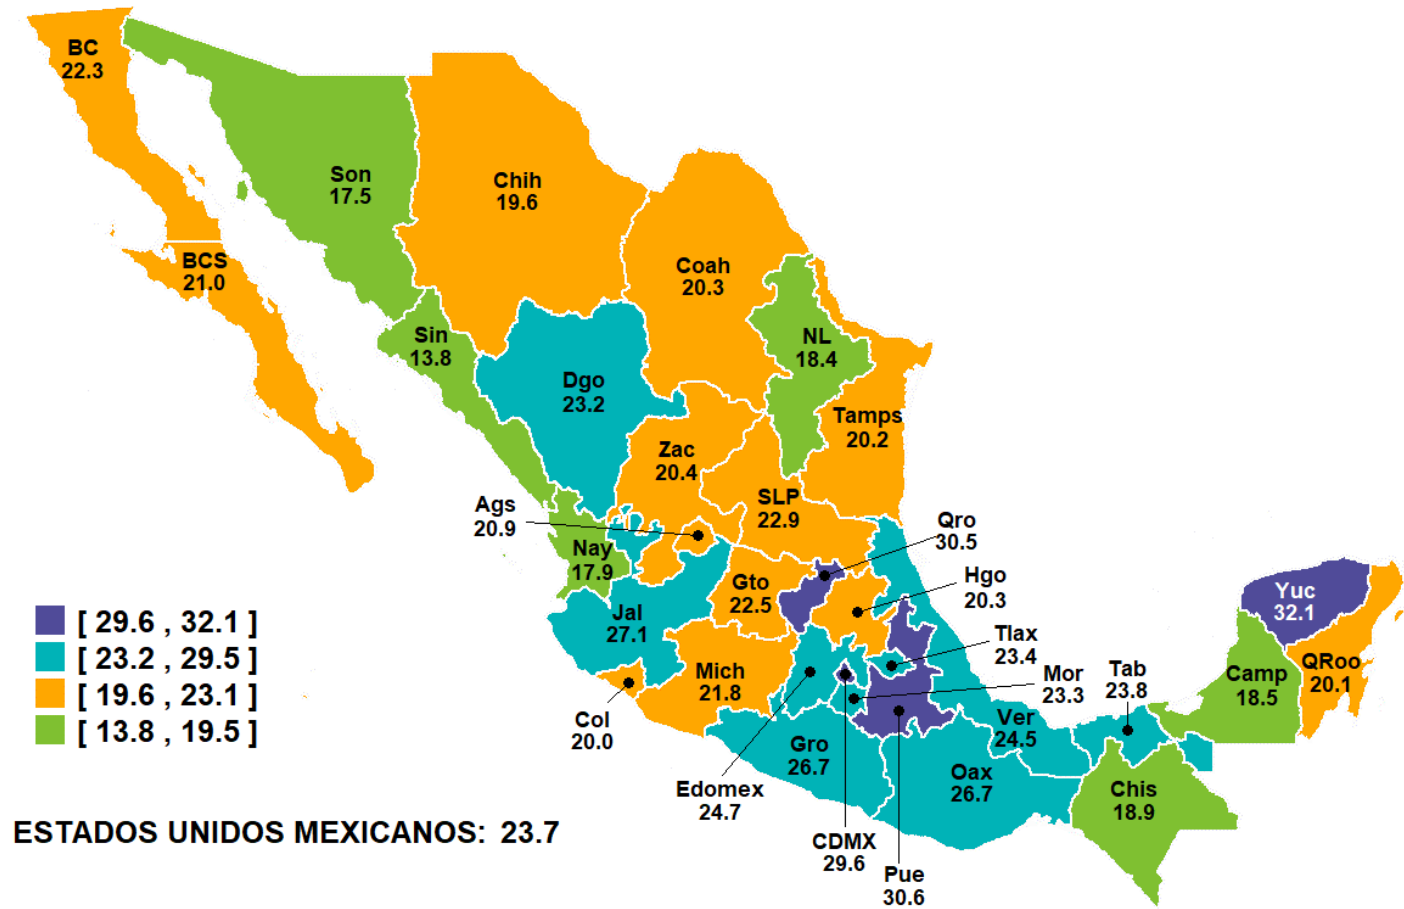 BC
22.3
Son
17.5
Chih
19.6
BCS
21.0
Coah
20.3
Sin
13.8
NL
18.4
Dgo
23.2
Tamps
20.2
Zac
20.4
SLP
22.9
Ags
20.9
Qro
30.5
Nay
17.9
Gto
22.5
Hgo
20.3
Yuc
32.1
Jal
27.1
Tlax
23.4
Mich
21.8
Mor
23.3
Tab
23.8
Camp
18.5
QRoo
20.1
Col
20.0
Ver
24.5
Gro
26.7
Oax
26.7
Edomex
24.7
Chis
18.9
CDMX
29.6
Pue
30.6
[ 29.6 , 32.1 ]
[ 23.2 , 29.5 ]
[ 19.6 , 23.1 ]
[ 13.8 , 19.5 ]
ESTADOS UNIDOS MEXICANOS: 23.7